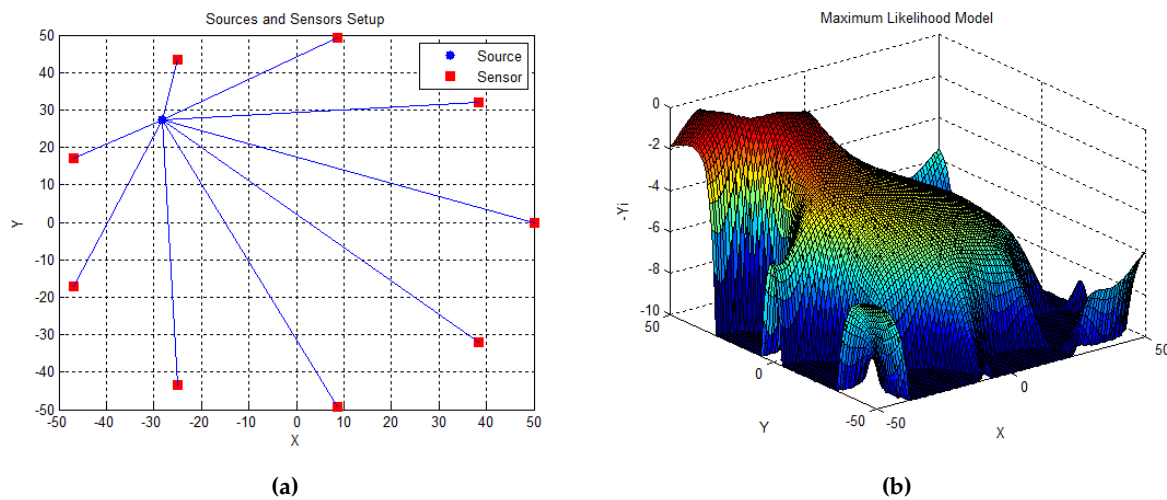 Sources and Sensors Setup
50
40
30
20
10
0
-10
-20
-30
-40
-50
Y
-50 -40 -30 -20 -10 0 10 20 30 40 50
X
Source
Sensor
(a)
Maximum Likelihood Model
0
-2
-4
-6
-8
-10
-Yi
50
0
-50
Y
-50
0
50
X
(b)